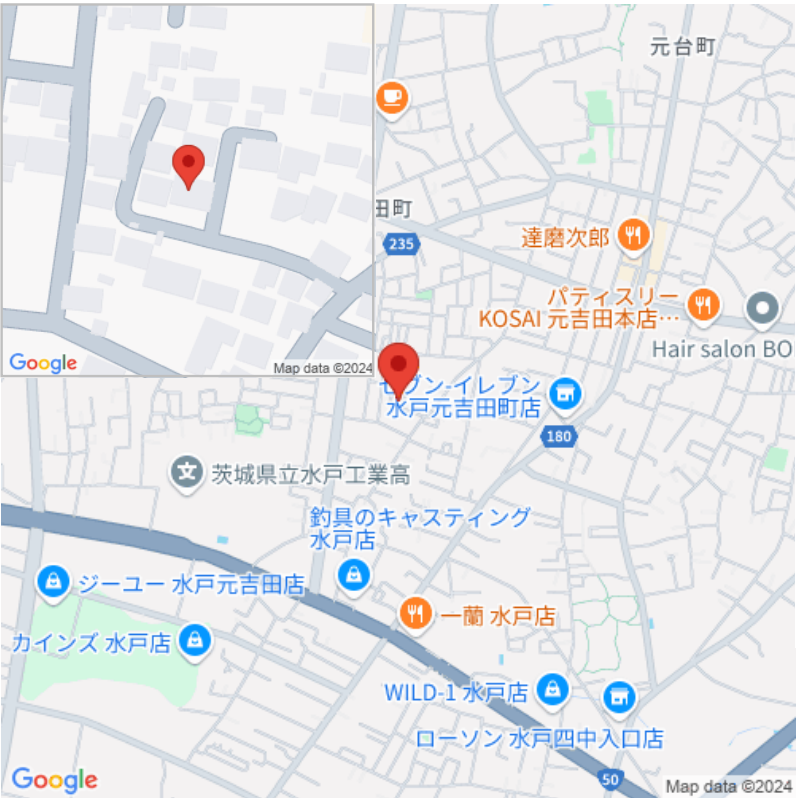 元台町
田町
235
達磨次郎
パティスリー
KOSAI 元吉田本店…
Hair salon BO
Google
Map data ©2024
セブン-イレブン
水戸元吉田町店
180
茨城県立水戸工業高
釣具のキャスティング
水戸店
ジーユー 水戸元吉田店
一蘭 水戸店
カインズ 水戸店
WILD-1 水戸店
ローソン 水戸四中入口店
50
Google
Map data ©2024